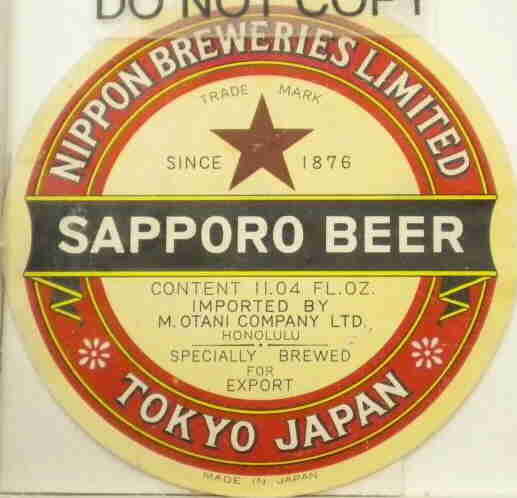 DO NOT COPY
NIPPON BREWERIES LIMITED
TRADE MARK
SINCE 1876
SAPPORO BEER
CONTENT 11.04 FL.OZ.
IMPORTED BY
M. OTANI COMPANY LTD.,
HONOLULU
SPECIALLY BREWED
FOR
EXPORT
TOKYO JAPAN
MADE IN JAPAN